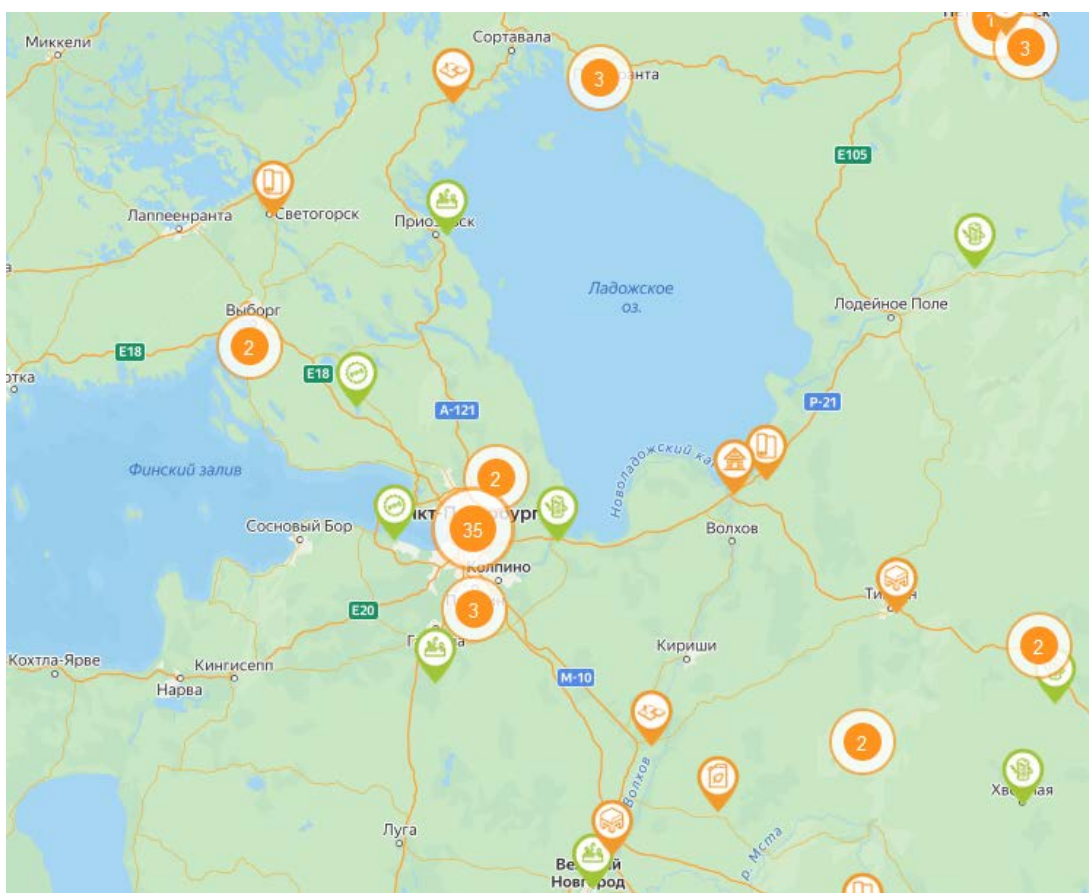 Миккели
Сортавала
3
3
E105
Светогорск
Лаппеенранта
Ладожское
оз.
Лодейное Поле
Выборг
2
E18
E18
А-121
Р-21
Финский залив
2
Новоладожский
35
Сосновый Бор
Волхов
Колпино
3
E20
Кириши
2
Кохтла-Ярве
Кингисепп
Нарва
М-10
2
Волхов
Луга
р. Мста
Новгород